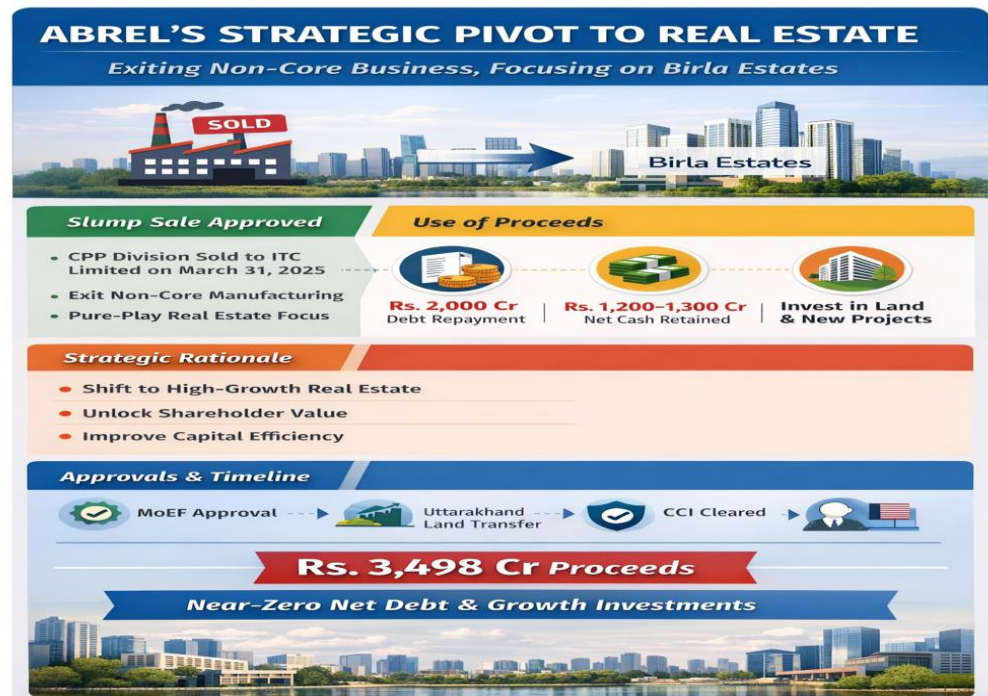 ABREL'S STRATEGIC PIVOT TO REAL ESTATE
Exiting Non-Core Business, Focusing on Birla Estates
SOLD
Birla Estates
Slump Sale Approved
• CPP Division Sold to ITC
Limited on March 31, 2025
• Exit Non-Core Manufacturing
• Pure-Play Real Estate Focus
Use of Proceeds
Rs. 2,000 Cr
Debt Repayment
Rs. 1,200–1,300 Cr
Net Cash Retained
Invest in Land
& New Projects
Strategic Rationale
• Shift to High-Growth Real Estate
• Unlock Shareholder Value
• Improve Capital Efficiency
Approvals & Timeline
MoEF Approval
Uttarakhand
Land Transfer
CCI Cleared
Rs. 3,498 Cr Proceeds
Near-Zero Net Debt & Growth Investments